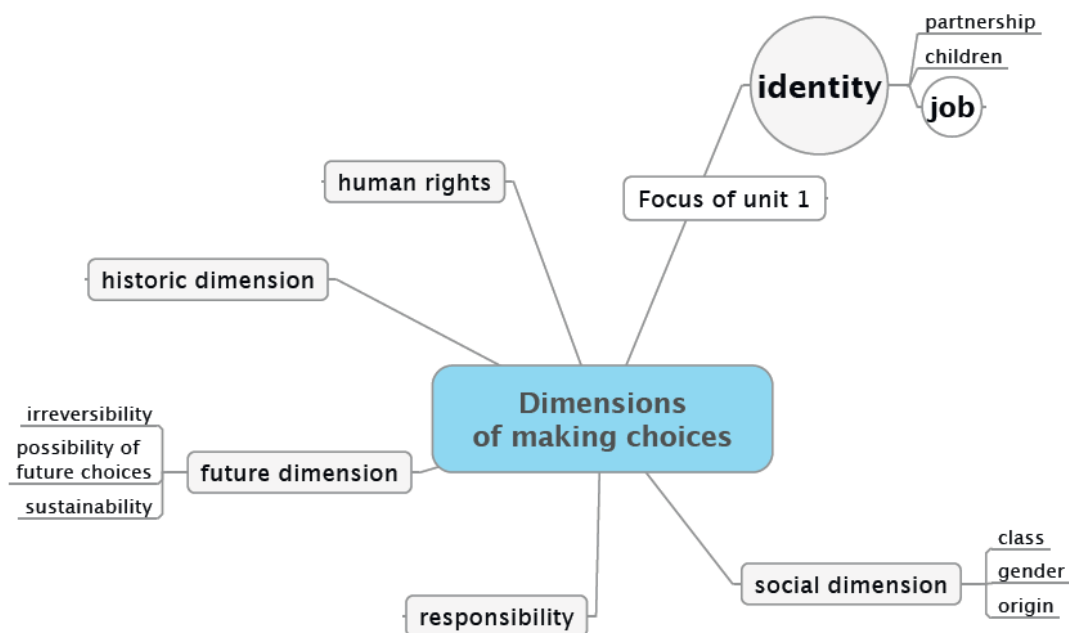 partnership
children
identity
job
human rights
Focus of unit 1
historic dimension
Dimensions
of making choices
irreversibility
possibility of
future choices
future dimension
sustainability
class
social dimension
gender
origin
responsibility